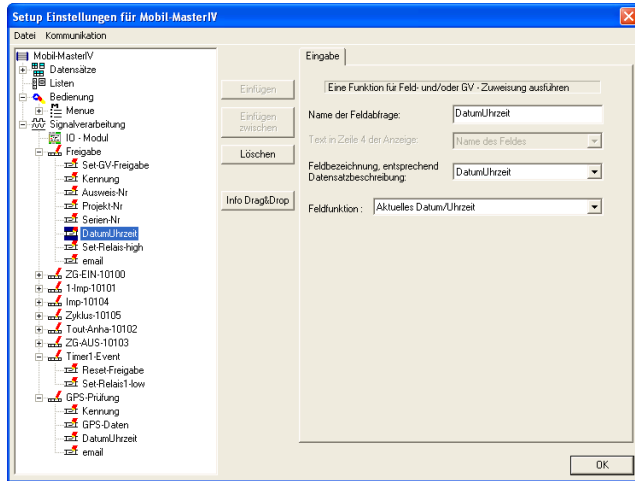 Setup Einstellungen für Mobil-MasterIV
Datei Kommunikation
Mobil-MasterIV
Datensätze
Listen
Bedienung
Menue
Signalverarbeitung
IO - Modul
Freigabe
Set-GV-Freigabe
Kennung
Ausweis-Nr
Projekt-Nr
Serien-Nr
DatumUhrzeit
Set-Relais-high
email
ZG-EIN-10100
1-Imp-10101
Imp-10104
Zyklus-10105
Tout-Anha-10102
ZG-AUS-10103
Timer1-Event
Reset-Freigabe
Set-Relais1-low
GPS-Prüfung
Kennung
GPS-Daten
DatumUhrzeit
email
Einfügen
Einfügen
zwischen
Löschen
Info Drag&Drop
Eingabe
Eine Funktion für Feld- und/oder GV - Zuweisung ausführen
Name der Feldabfrage: DatumUhrzeit
Text in Zeile 4 der Anzeige: Name des Feldes
Feldbezeichnung, entsprechend
Datensatzbeschreibung: DatumUhrzeit
Feldfunktion : Aktuelles Datum/Uhrzeit
OK